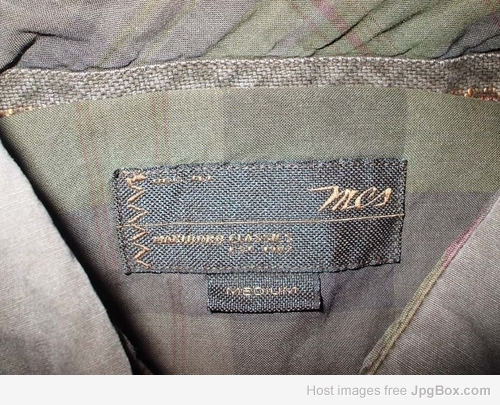 mcs
MARLBORO CLASSICS
MEDIUM
Host images free JpgBox.com